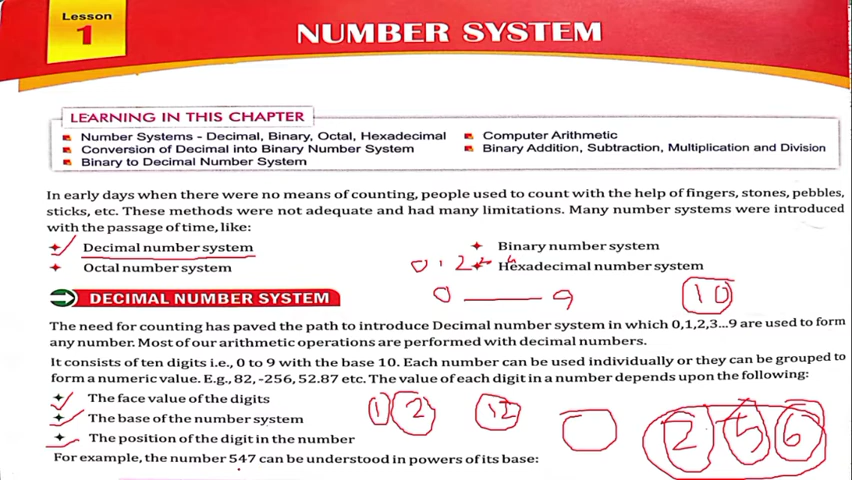 Lesson
1
NUMBER SYSTEM
LEARNING IN THIS CHAPTER
Number Systems - Decimal, Binary, Octal, Hexadecimal
Computer Arithmetic
Conversion of Decimal into Binary Number System
Binary Addition, Subtraction, Multiplication and Division
Binary to Decimal Number System
In early days when there were no means of counting, people used to count with the help of fingers, stones, pebbles,
sticks, etc. These methods were not adequate and had many limitations. Many number systems were introduced
with the passage of time, like:
Decimal number system
Binary number system
Octal number system
0 1 2
Hexadecimal number system
0 9
10
DECIMAL NUMBER SYSTEM
The need for counting has paved the path to introduce Decimal number system in which 0,1,2,3...9 are used to form
any number. Most of our arithmetic operations are performed with decimal numbers.
It consists of ten digits i.e., 0 to 9 with the base 10. Each number can be used individually or they can be grouped to
form a numeric value. E.g., 82, -256, 52.87 etc. The value of each digit in a number depends upon the following:
The face value of the digits
The base of the number system
1 2
12
2 5 6
The position of the digit in the number
For example, the number 547 can be understood in powers of its base: